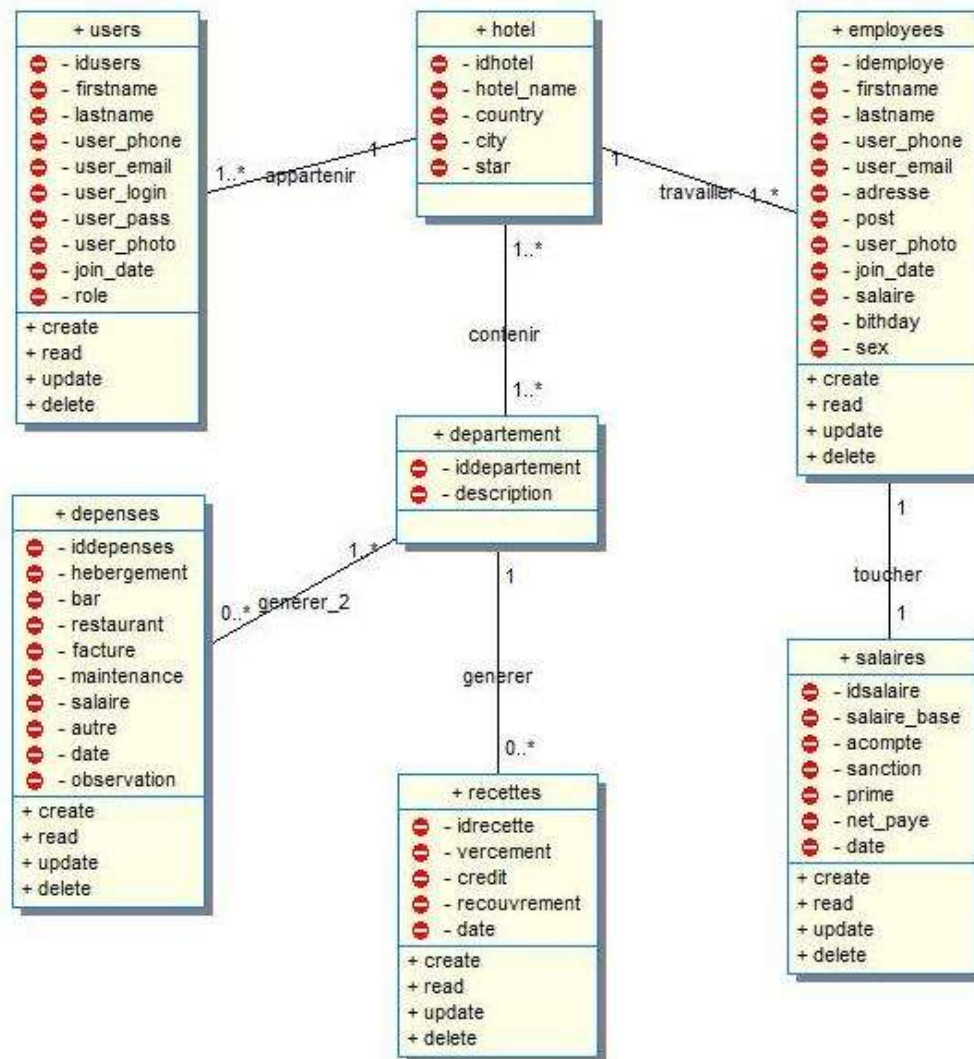 + users
- idusers
- firstname
- lastname
- user_phone
- user_email
- user_login
- user_pass
- user_photo
- join_date
- role
+ create
+ read
+ update
+ delete
1..*
appartenir
1
+ hotel
- idhotel
- hotel_name
- country
- city
- star
1
travailler
1..*
+ employees
- idemploye
- firstname
- lastname
- user_phone
- user_email
- adresse
- post
- user_photo
- join_date
- salaire
- bithday
- sex
+ create
+ read
+ update
+ delete
1..*
contenir
1..*
+ departement
- iddepartement
- description
1..*
generer_2
0..*
+ depenses
- iddepenses
- hebergement
- bar
- restaurant
- facture
- maintenance
- salaire
- autre
- date
- observation
+ create
+ read
+ update
+ delete
1
generer
0..*
+ recettes
- idrecette
- vercement
- credit
- recouvrement
- date
+ create
+ read
+ update
+ delete
1
toucher
1
+ salaires
- idsalaire
- salaire_base
- acompte
- sanction
- prime
- net_paye
- date
+ create
+ read
+ update
+ delete